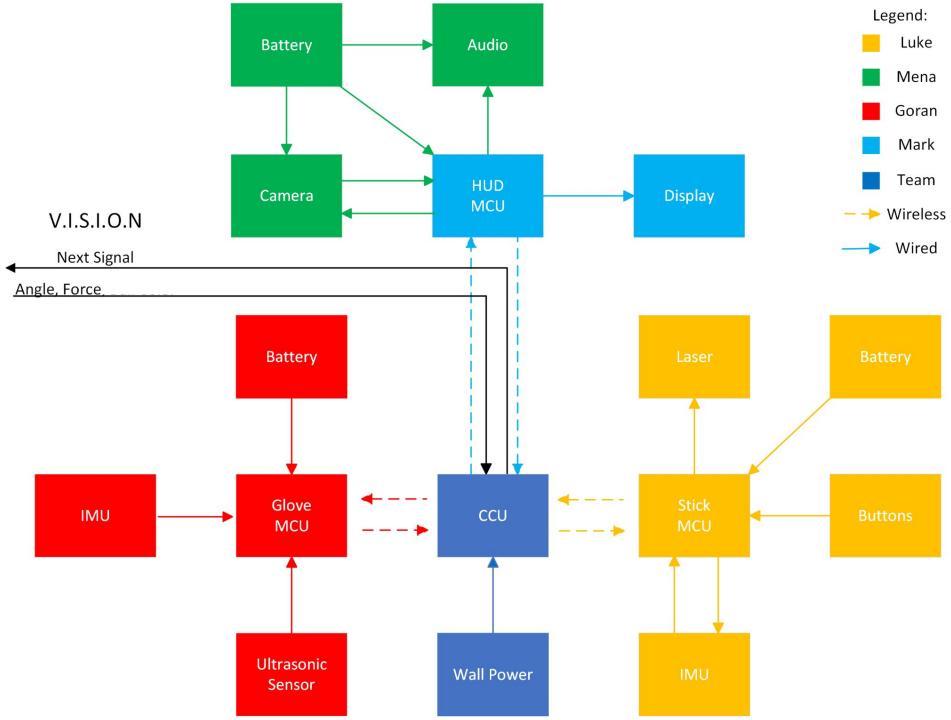 Legend:
Battery
Audio
Luke
Mena
Goran
Mark
Team
Wireless
Wired
Camera
HUD
MCU
Display
V.I.S.I.O.N
Next Signal
Angle, Force,
Battery
Laser
Battery
IMU
Glove
MCU
CCU
Stick
MCU
Buttons
Ultrasonic
Sensor
Wall Power
IMU